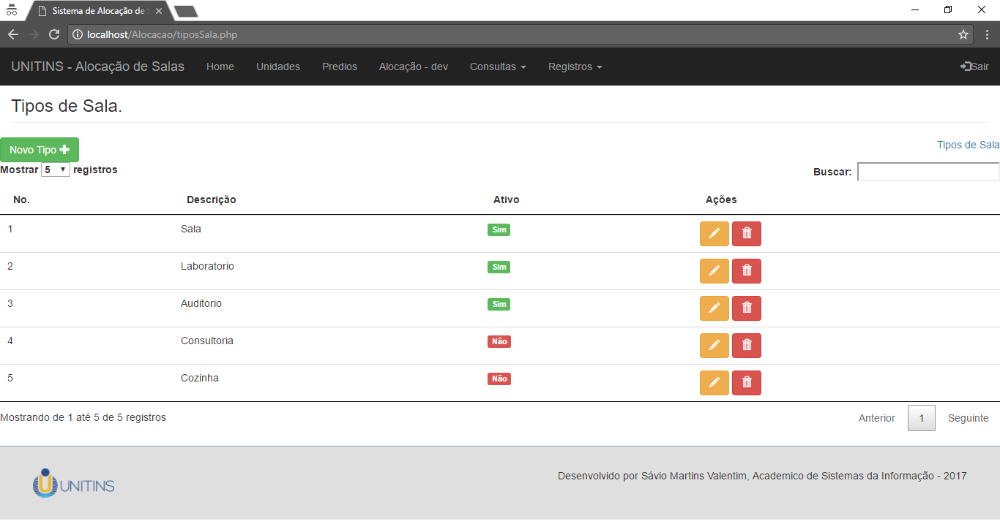 Sistema de Alocação de S
localhost/Alocacao/tiposSala.php
UNITINS - Alocação de Salas Home Unidades Predios Alocação - dev Consultas Registros Sair
Tipos de Sala.
Novo Tipo
Tipos de Sala
Mostrar 5 registros
Buscar:
No. Descrição Ativo Ações
1 Sala Sim
2 Laboratorio Sim
3 Auditorio Sim
4 Consultoria Não
5 Cozinha Não
Mostrando de 1 até 5 de 5 registros
Anterior 1 Seguinte
UNITINS
Desenvolvido por Sávio Martins Valentim, Academico de Sistemas da Informação - 2017